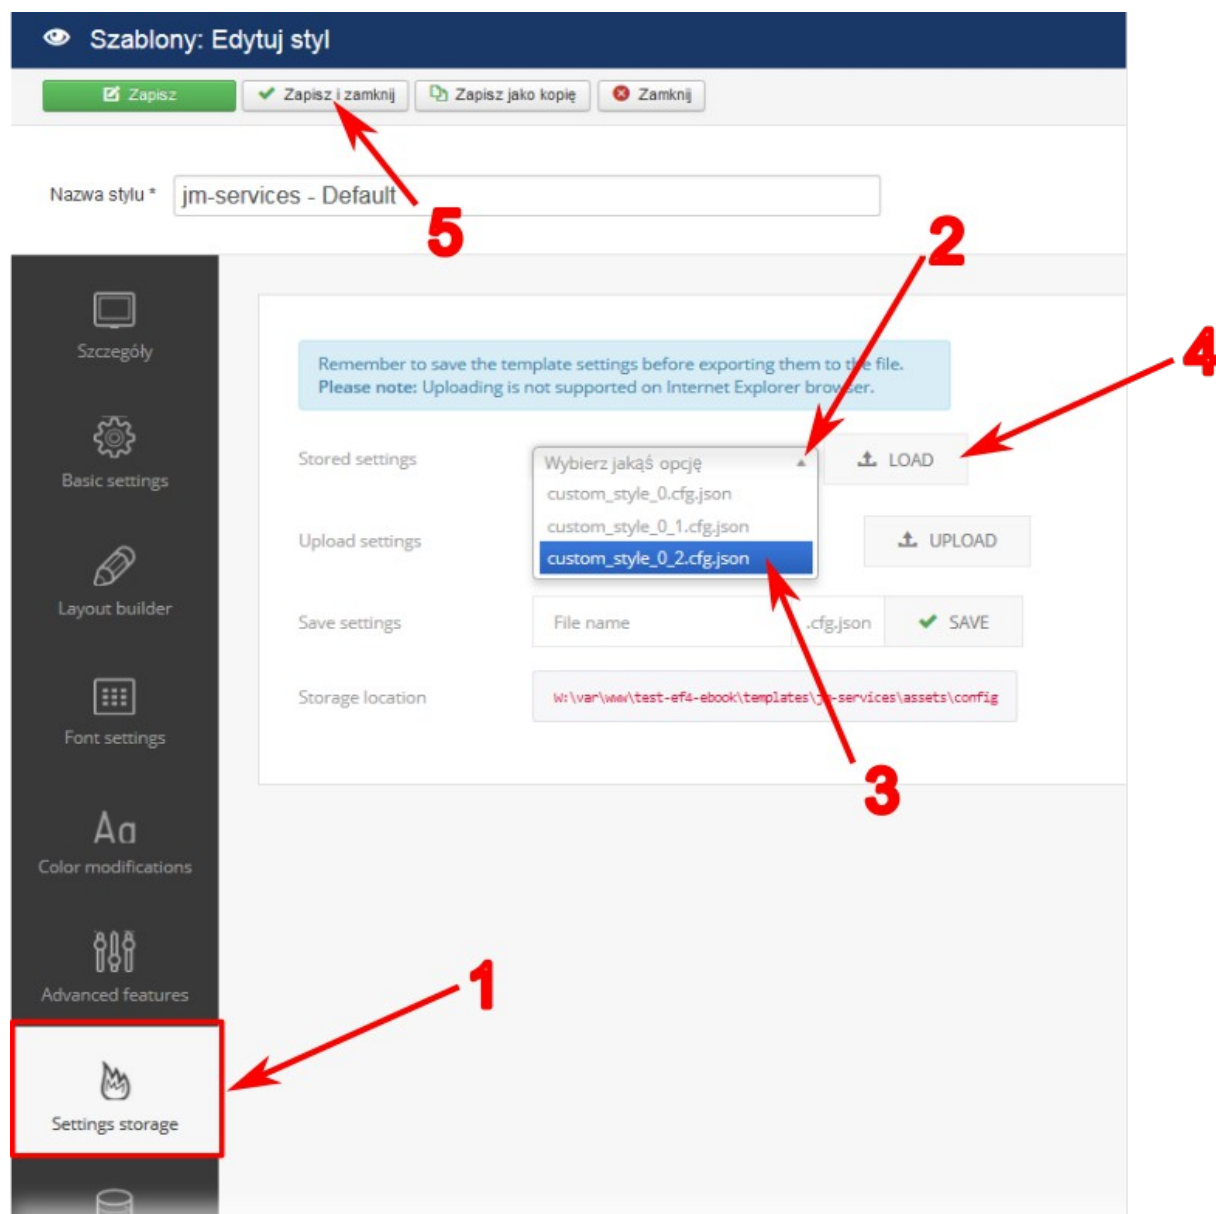 Szablony: Edytuj styl
Zapisz
Zapisz i zamknij
Zapisz jako kopię
Zamknij
Nazwa stylu *
jm-services - Default
5
2
4
Szczegóły
Remember to save the template settings before exporting them to the file.
Please note: Uploading is not supported on Internet Explorer browser.
Stored settings
Wybierz jakąś opcję
LOAD
custom_style_0.cfg.json
custom_style_0_1.cfg.json
custom_style_0_2.cfg.json
Basic settings
Upload settings
UPLOAD
Layout builder
Save settings
File name
.cfg.json
SAVE
Storage location
W:\var\www\test-ef4-ebook\templates\jm-services\assets\config
Font settings
3
Color modifications
Advanced features
1
Settings storage